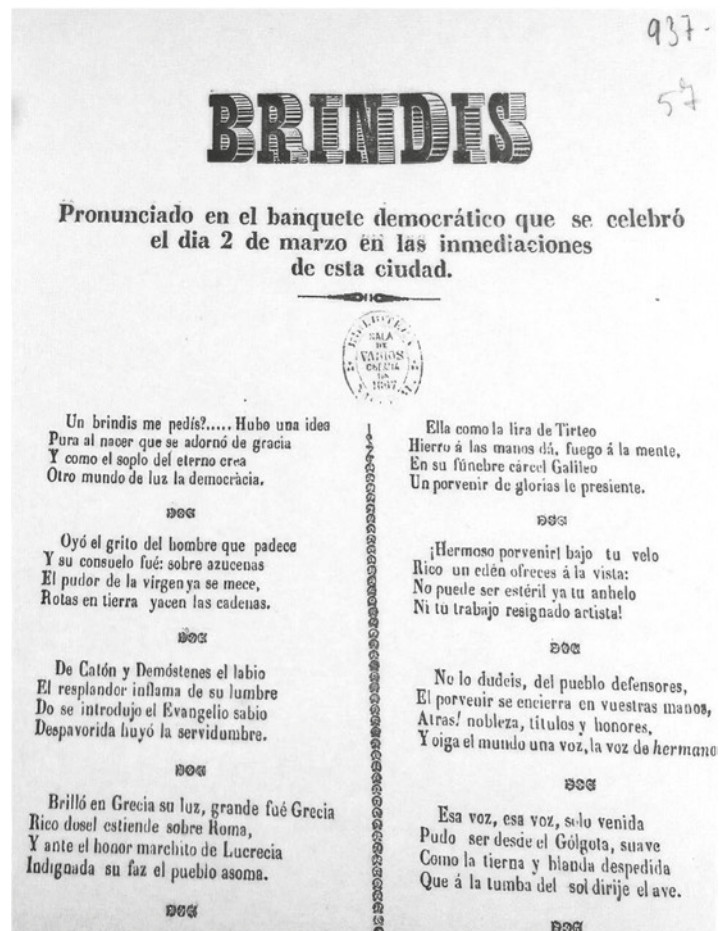 937-
57
BRINDIS
Pronunciado en el banquete democrático que se celebró
el dia 2 de marzo en las inmediaciones
de esta ciudad.
BIBLIOTECA
SALA
DE
VARIOS
1867
Un brindis me pedís?..... Hubo una idea
Pura al nacer que se adornó de gracia
Y como el soplo del eterno crea
Otro mundo de luz la democràcia.
Oyó el grito del hombre que padece
Y su consuelo fué: sobre azucenas
El pudor de la vírgen ya se mece,
Rotas en tierra yacen las cadenas.
De Catón y Demóstenes el labio
El resplandor inflama de su lumbre
Do se introdujo el Evangelio sabio
Despavorida huyó la servidumbre.
Brilló en Grecia su luz, grande fué Grecia
Rico dosel estiende sobre Roma,
Y ante el honor marchito de Lucrecia
Indignada su faz el pueblo asoma.
Ella como la lira de Tirteo
Hierro á las manos dá, fuego á la mente,
En su fúnebre cárcel Galileo
Un porvenir de glorias le presiente.
¡Hermoso porvenir! bajo tu velo
Rico un edén ofreces á la vista:
No puede ser estéril ya tu anhelo
Ni tu trabajo resignado artista!
No lo dudeis, del pueblo defensores,
El porvenir se encierra en vuestras manos,
Atras! nobleza, titulos y honores,
Y oiga el mundo una voz, la voz de hermano
Esa voz, esa voz, solo venida
Pudo ser desde el Gólgota, suave
Como la tierna y blanda despedida
Que á la tumba del sol dirije el ave.